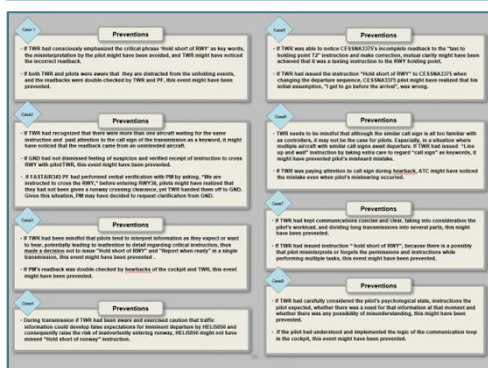 Case 1
Preventions
- If TWR had consciously emphasized the critical phrase "Hold short of RWY" as key words,
the misinterpretation by the pilot might have been avoided, and TWR might have noticed
the incorrect readback.
- If both TWR and pilots were aware that they are distracted from the unfolding events,
and the readbacks were double checked by TWR and PF, this event might have been
prevented.
Case2
Preventions
- If TWR had recognized that there were more than one aircraft waiting for the same
instruction and paid attention to the call sign of the transmission as a keyword, it might
have noticed that the readback came from an unintended aircraft.
- If GND had not dismissed feeling of suspicion and verified receipt of instruction to cross
RWY with pilot/TWR, this event might have been prevented.
- If FASTAIR345 PF had performed verbal verification with PM by asking, "We are
instructed to cross the RWY," before entering RWY36, pilots might have realized that
they had not been given a runway crossing clearance, yet TWR handed them off to GND.
Given this situation, PM may have decided to request clarification from GND.
Case3
Preventions
- If TWR had been mindful that pilots tend to interpret information as they expect or want
to hear, potentially leading to inattention to detail regarding critical instruction, thus
made a decision not to issue "Hold short of RWY" and "Report when ready" in a single
transmission, this event might have been prevented .
- If PM's readback was double-checked by hearbacks of the cockpit and TWR, this event
might have been prevented.
Case4
Preventions
- During transmission if TWR had been aware and exercised caution that traffic
information could develop false expectations for imminent departure by HELI5050 and
consequently raise the risk of inadvertently entering runway, HELI5050 might not have
missed "Hold short of runway" instruction.
Preventions
- If TWR was able to notice CESSNA3375's incomplete readback to the "taxi to
holding point T2" instruction and make correction, mutual clarity might have been
achieved that it was a taxiing instruction to the RWY holding point.
- If TWR had issued the instruction "Hold short of RWY" to CESSNA3375 when
changing the departure sequence, CESSNA3375 pilot might have realized that his
initial assumption, "I get to go before the arrival", was wrong.
Preventions
- TWR needs to be mindful that although the similar call sign is all too familiar with
as controllers, it may not be the case for pilots. Especially, in a situation where
multiple aircraft with similar call signs await departure. If TWR had issued "Line
up and wait" instruction by taking extra care to regard "call sign" as keywords, it
might have prevented pilot's misheard mistake.
- If TWR was paying attention to call sign during hearback, ATC might have noticed
the mistake even when pilot mishearing occurred.
Case7
Preventions
- If TWR had kept communications concise and clear, taking into consideration the
pilot's workload, and dividing long transmissions into several parts, this might
have been prevented.
- If TWR had issued instruction " hold short of RWY", because there is a possibility
that pilot misinterprets or forgets the permissions and instructions while
performing multiple tasks, this event might have been prevented.
Preventions
- If TWR had carefully considered the pilot's psychological state, instructions the
pilot expected, whether there was a need for that information at that moment and
whether there was any possibility of misunderstanding, this might have been
prevented.
- If the pilot had understood and implemented the logic of the communication loop
in the cockpit, this event might have been prevented.